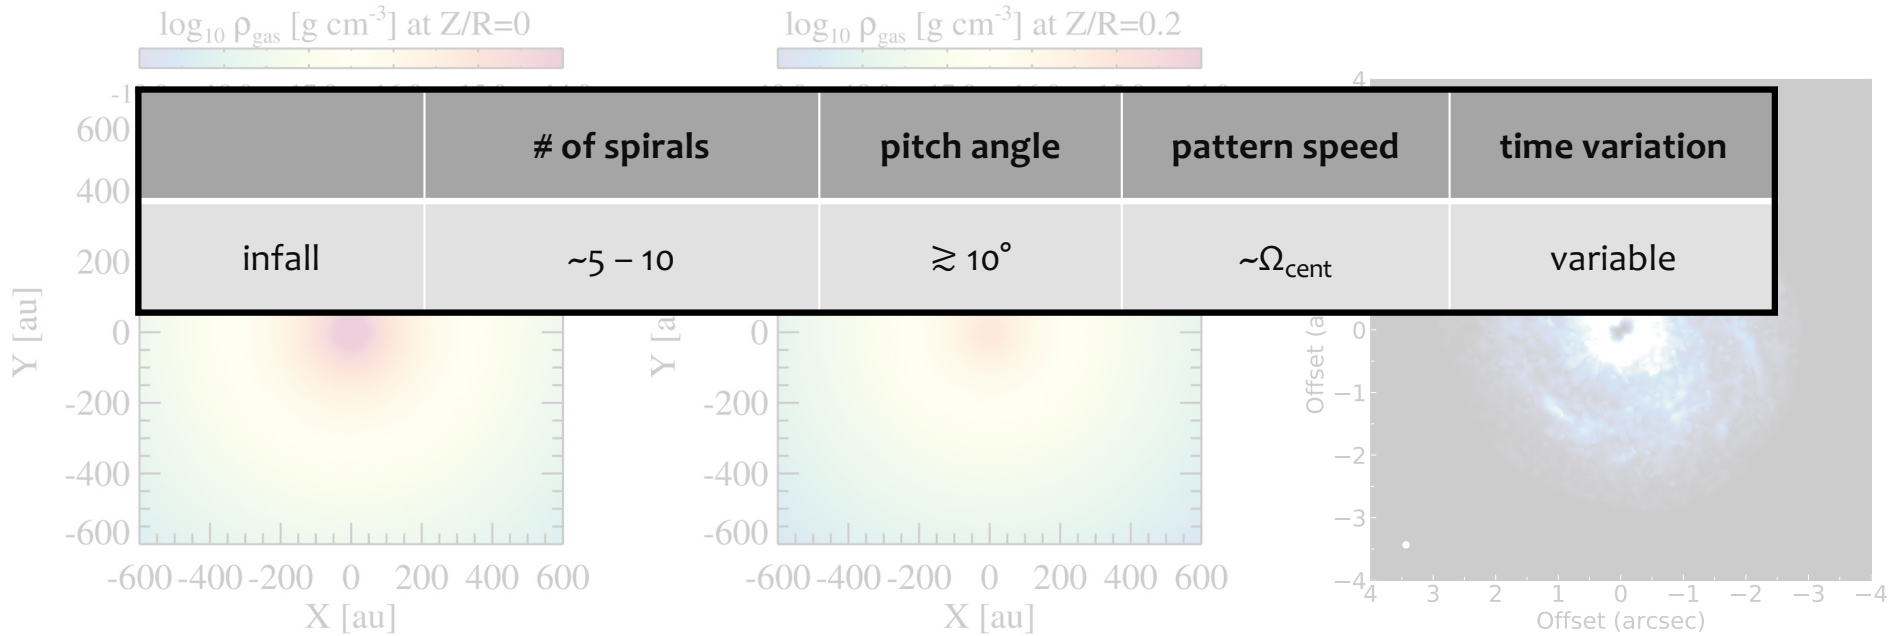 log₁₀ ρgas [g cm⁻³] at Z/R=0
log₁₀ ρgas [g cm⁻³] at Z/R=0.2
# of spirals pitch angle pattern speed time variation
infall ~5 – 10 ≳ 10° ~Ωcent variable
600
400
200
0
-200
-400
-600
Y [au]
-600 -400 -200 0 200 400 600
X [au]
0
-200
-400
-600
-600 -400 -200 0 200 400 600
X [au]
4
0
−1
−2
−3
−4
Offset
4 3 2 1 0 −1 −2 −3 −4
Offset (arcsec)